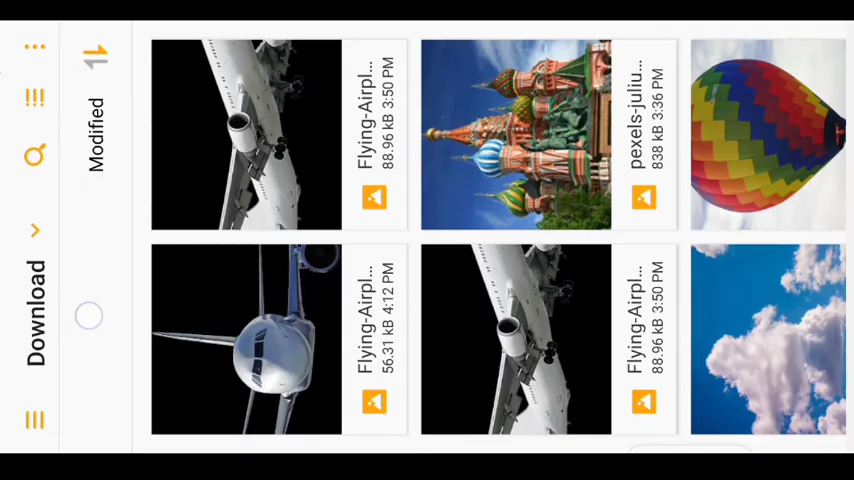 Download
Modified
Flying-Airpl...
56.31 kB 4:12 PM
Flying-Airpl...
88.96 kB 3:50 PM
Flying-Airpl...
88.96 kB 3:50 PM
pexels-juliu...
838 kB 3:36 PM